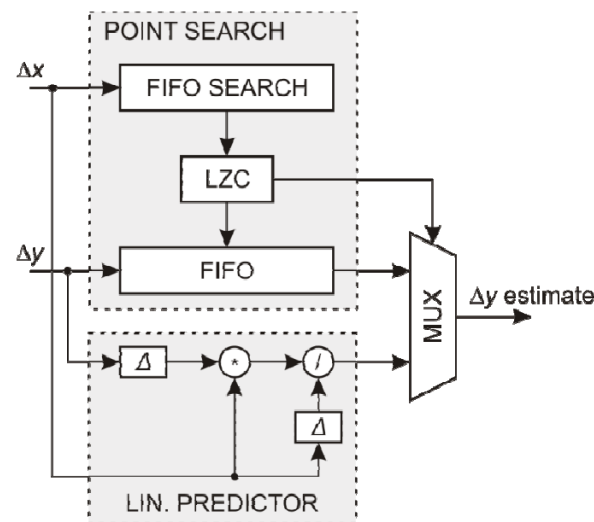 POINT SEARCH
Δx
FIFO SEARCH
LZC
Δy
FIFO
MUX
Δy estimate
Δ
*
/
Δ
LIN. PREDICTOR